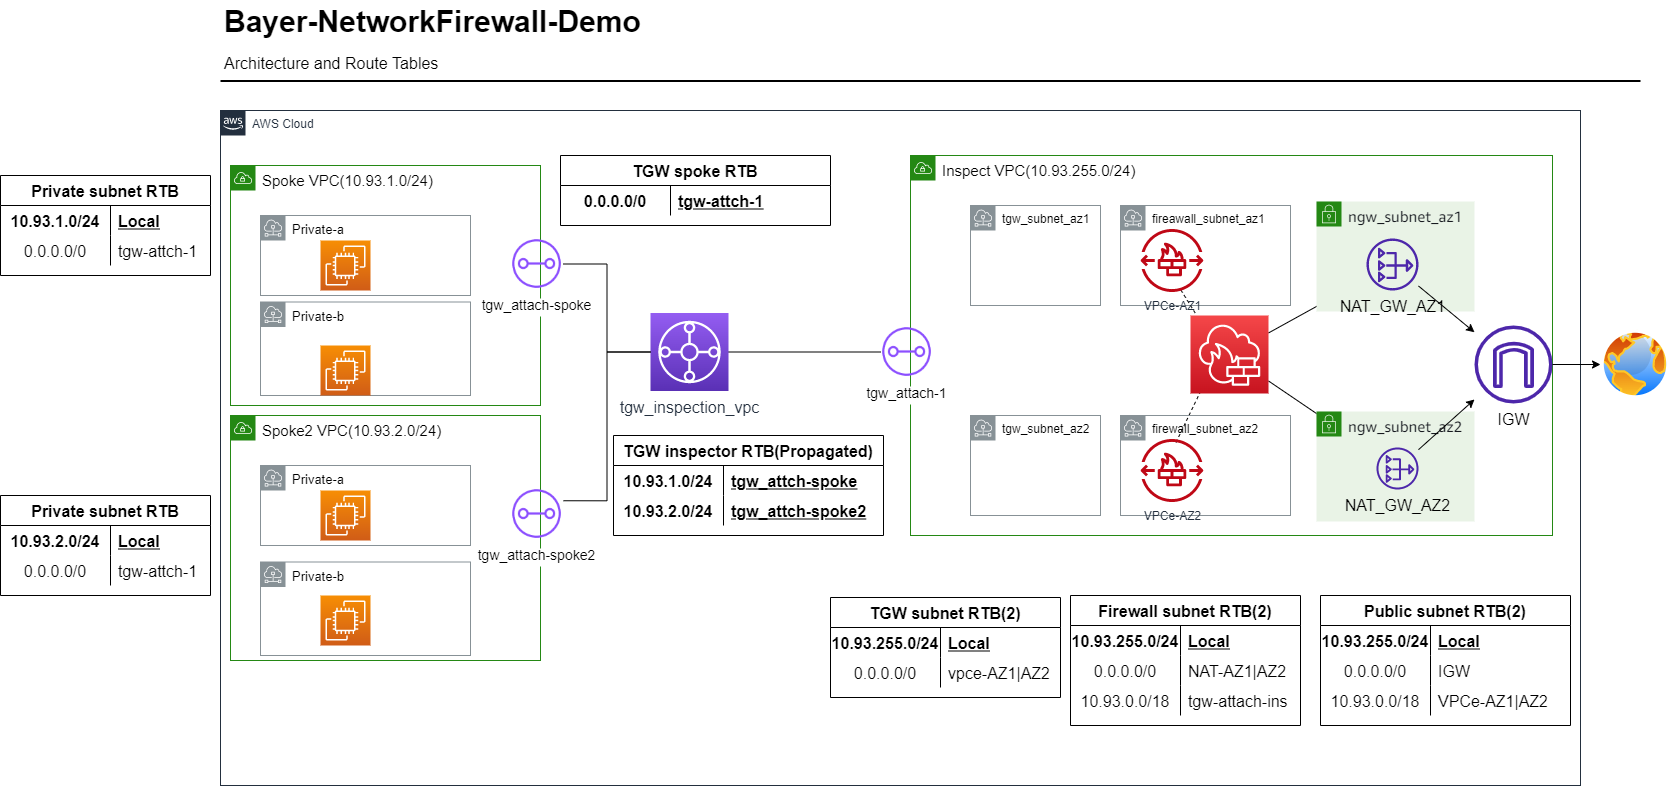 Bayer-NetworkFirewall-Demo
Architecture and Route Tables
aws AWS Cloud
Private subnet RTB
10.93.1.0/24 Local
0.0.0.0/0 tgw-attch-1
Spoke VPC(10.93.1.0/24)
Private-a
Private-b
tgw_attach-spoke
TGW spoke RTB
0.0.0.0/0 tgw-attch-1
Spoke2 VPC(10.93.2.0/24)
Private-a
Private-b
tgw_attach-spoke2
Private subnet RTB
10.93.2.0/24 Local
0.0.0.0/0 tgw-attch-1
tgw_inspection_vpc
TGW inspector RTB(Propagated)
10.93.1.0/24 tgw_attch-spoke
10.93.2.0/24 tgw_attch-spoke2
tgw_attach-1
Inspect VPC(10.93.255.0/24)
tgw_subnet_az1
fireawall_subnet_az1
VPCe-AZ1
ngw_subnet_az1
NAT_GW_AZ1
tgw_subnet_az2
firewall_subnet_az2
VPCe-AZ2
ngw_subnet_az2
NAT_GW_AZ2
IGW
TGW subnet RTB(2)
10.93.255.0/24 Local
0.0.0.0/0 vpce-AZ1|AZ2
Firewall subnet RTB(2)
10.93.255.0/24 Local
0.0.0.0/0 NAT-AZ1|AZ2
10.93.0.0/18 tgw-attach-ins
Public subnet RTB(2)
10.93.255.0/24 Local
0.0.0.0/0 IGW
10.93.0.0/18 VPCe-AZ1|AZ2